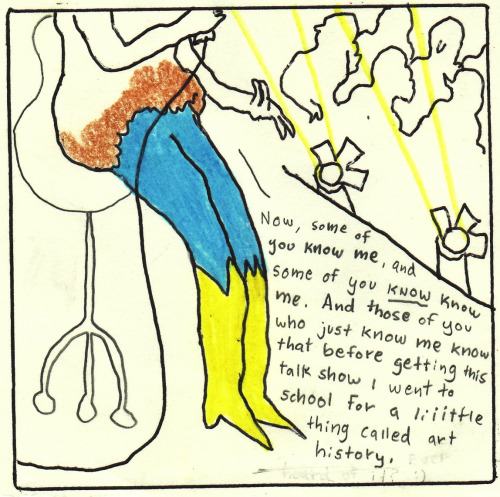 Now, some of
you know me, and
some of you know know
me. And those of you
who just know me know
that before getting this
talk show I went to
school for a liiittle
thing called art
history. Ever
heard of it? :)